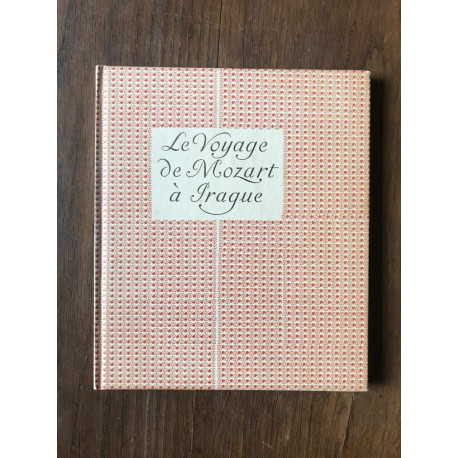 Le Voyage
de Mozart
à Prague